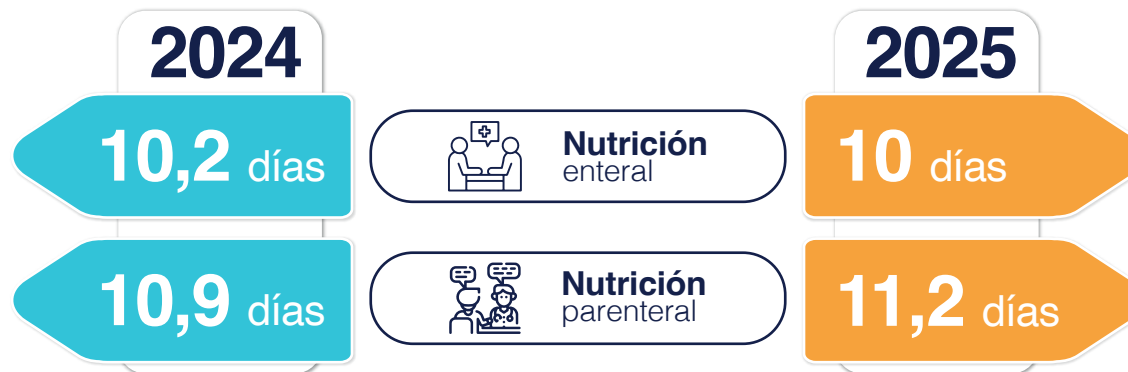 2024
2025
10,2 días
Nutrición
enteral
10 días
10,9 días
Nutrición
parenteral
11,2 días